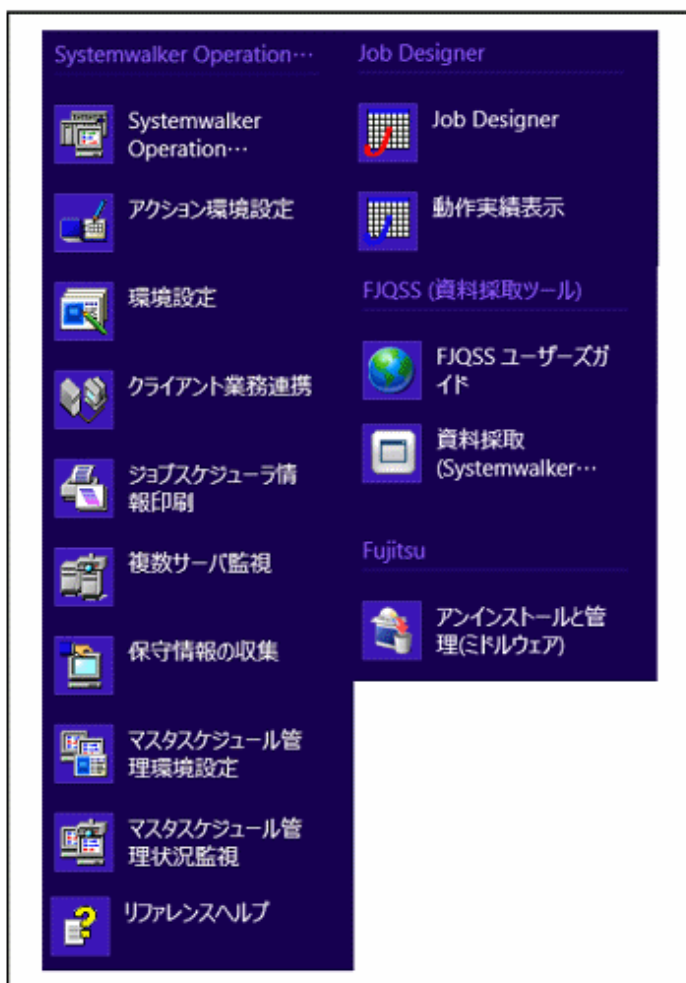 Systemwalker Operation…
Systemwalker
Operation…
アクション環境設定
環境設定
クライアント業務連携
ジョブスケジューラ情
報印刷
複数サーバ監視
保守情報の収集
マスタスケジュール管
理環境設定
マスタスケジュール管
理状況監視
リファレンスヘルプ
Job Designer
Job Designer
動作実績表示
FJQSS (資料採取ツール)
FJQSS ユーザーズガ
イド
資料採取
(Systemwalker…
Fujitsu
アンインストールと管
理(ミドルウェア)